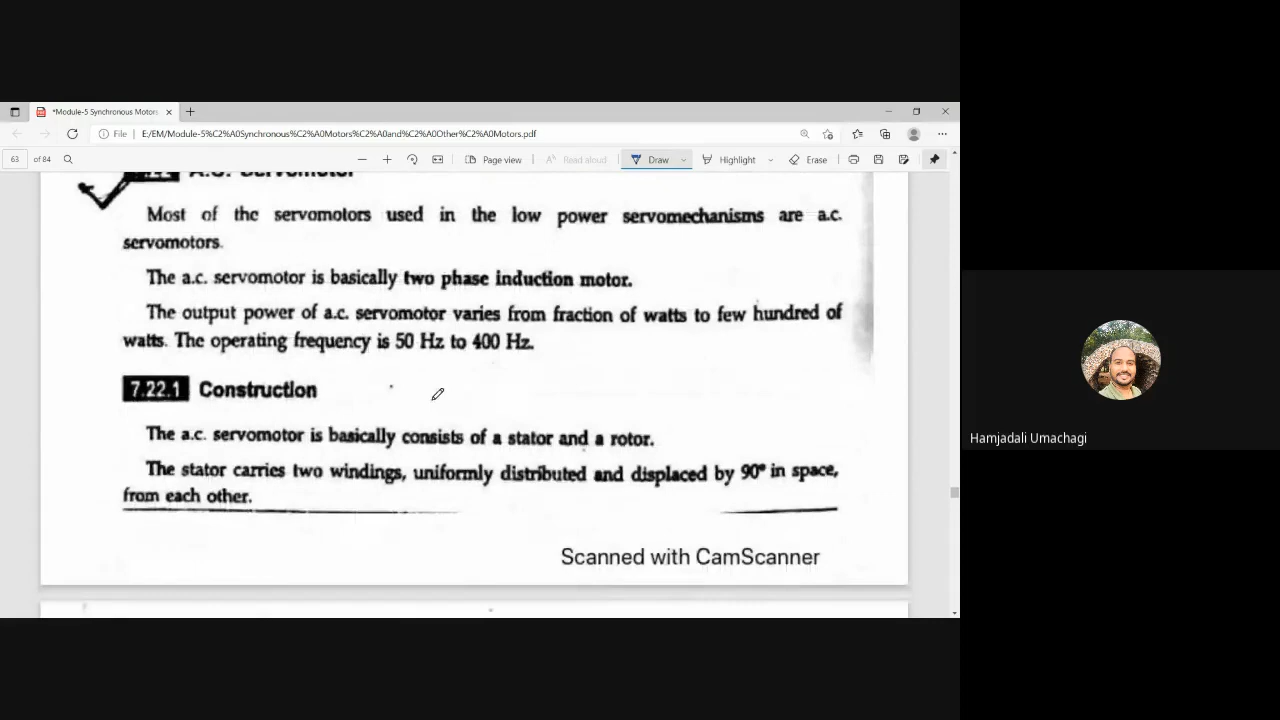 *Module-5 Synchronous Motors
File E:/EM/Module-5%C2%A0Synchronous%C2%A0Motors%C2%A0and%C2%A0Other%C2%A0Motors.pdf
63 of 84 Page view Read aloud Draw Highlight Erase
7.22 A.C. Servomotor
Most of the servomotors used in the low power servomechanisms are a.c.
servomotors.
The a.c. servomotor is basically two phase induction motor.
The output power of a.c. servomotor varies from fraction of watts to few hundred of
watts. The operating frequency is 50 Hz to 400 Hz.
7.22.1 Construction
The a.c. servomotor is basically consists of a stator and a rotor.
The stator carries two windings, uniformly distributed and displaced by 90° in space,
from each other.
Scanned with CamScanner
Hamjadali Umachagi